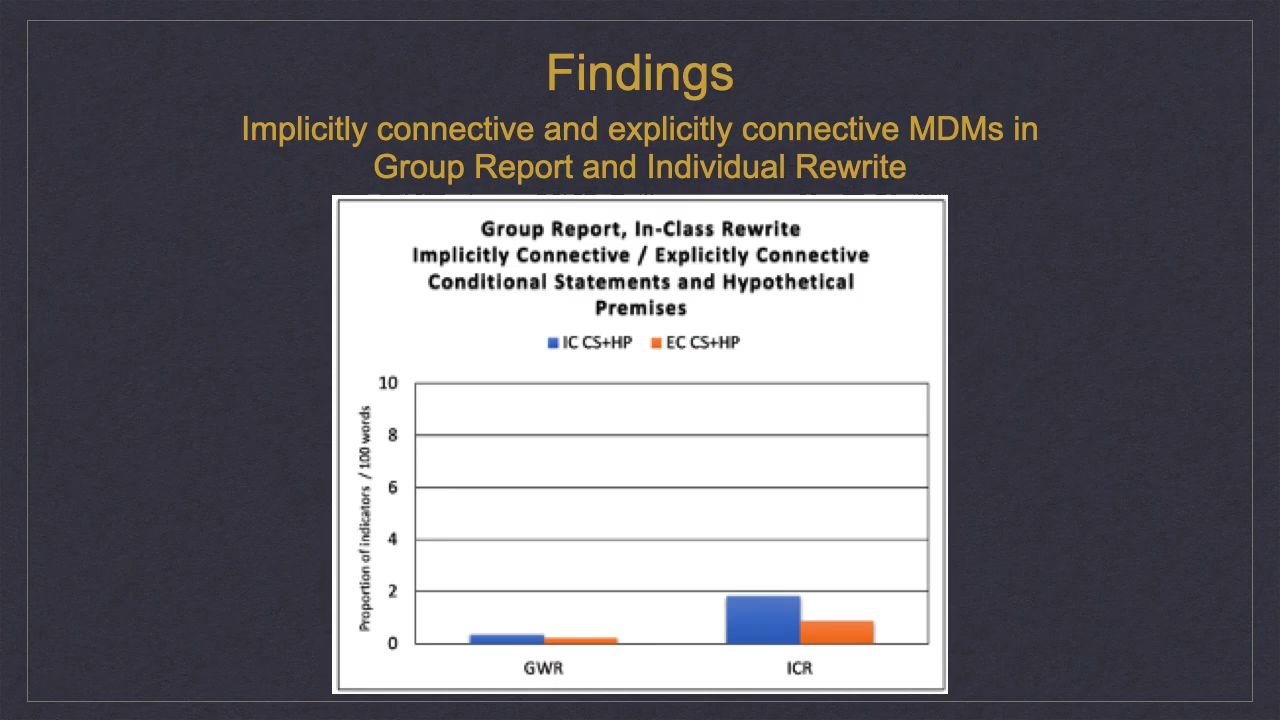 Findings
Implicitly connective and explicitly connective MDMs in
Group Report and Individual Rewrite
Group Report, In-Class Rewrite
Implicitly Connective / Explicitly Connective
Conditional Statements and Hypothetical
Premises
IC CS+HP EC CS+HP
Proportion of indicators / 100 words
10
8
6
4
2
0
GWR ICR